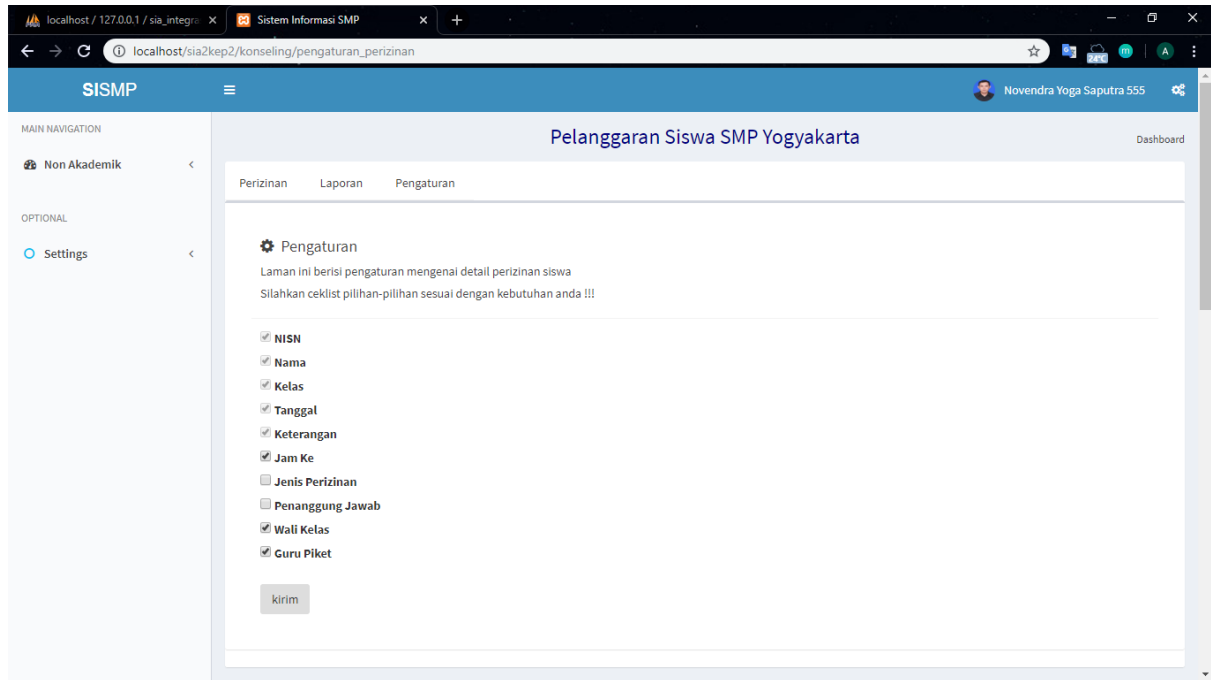 localhost / 127.0.0.1 / sia_integra
Sistem Informasi SMP
localhost/sia2kep2/konseling/pengaturan_perizinan
24°C
m
A
SISMP
Novendra Yoga Saputra 555
MAIN NAVIGATION
Pelanggaran Siswa SMP Yogyakarta
Dashboard
Non Akademik
Perizinan Laporan Pengaturan
OPTIONAL
Settings
Pengaturan
Laman ini berisi pengaturan mengenai detail perizinan siswa
Silahkan ceklist pilihan-pilihan sesuai dengan kebutuhan anda !!!
NISN
Nama
Kelas
Tanggal
Keterangan
Jam Ke
Jenis Perizinan
Penanggung Jawab
Wali Kelas
Guru Piket
kirim